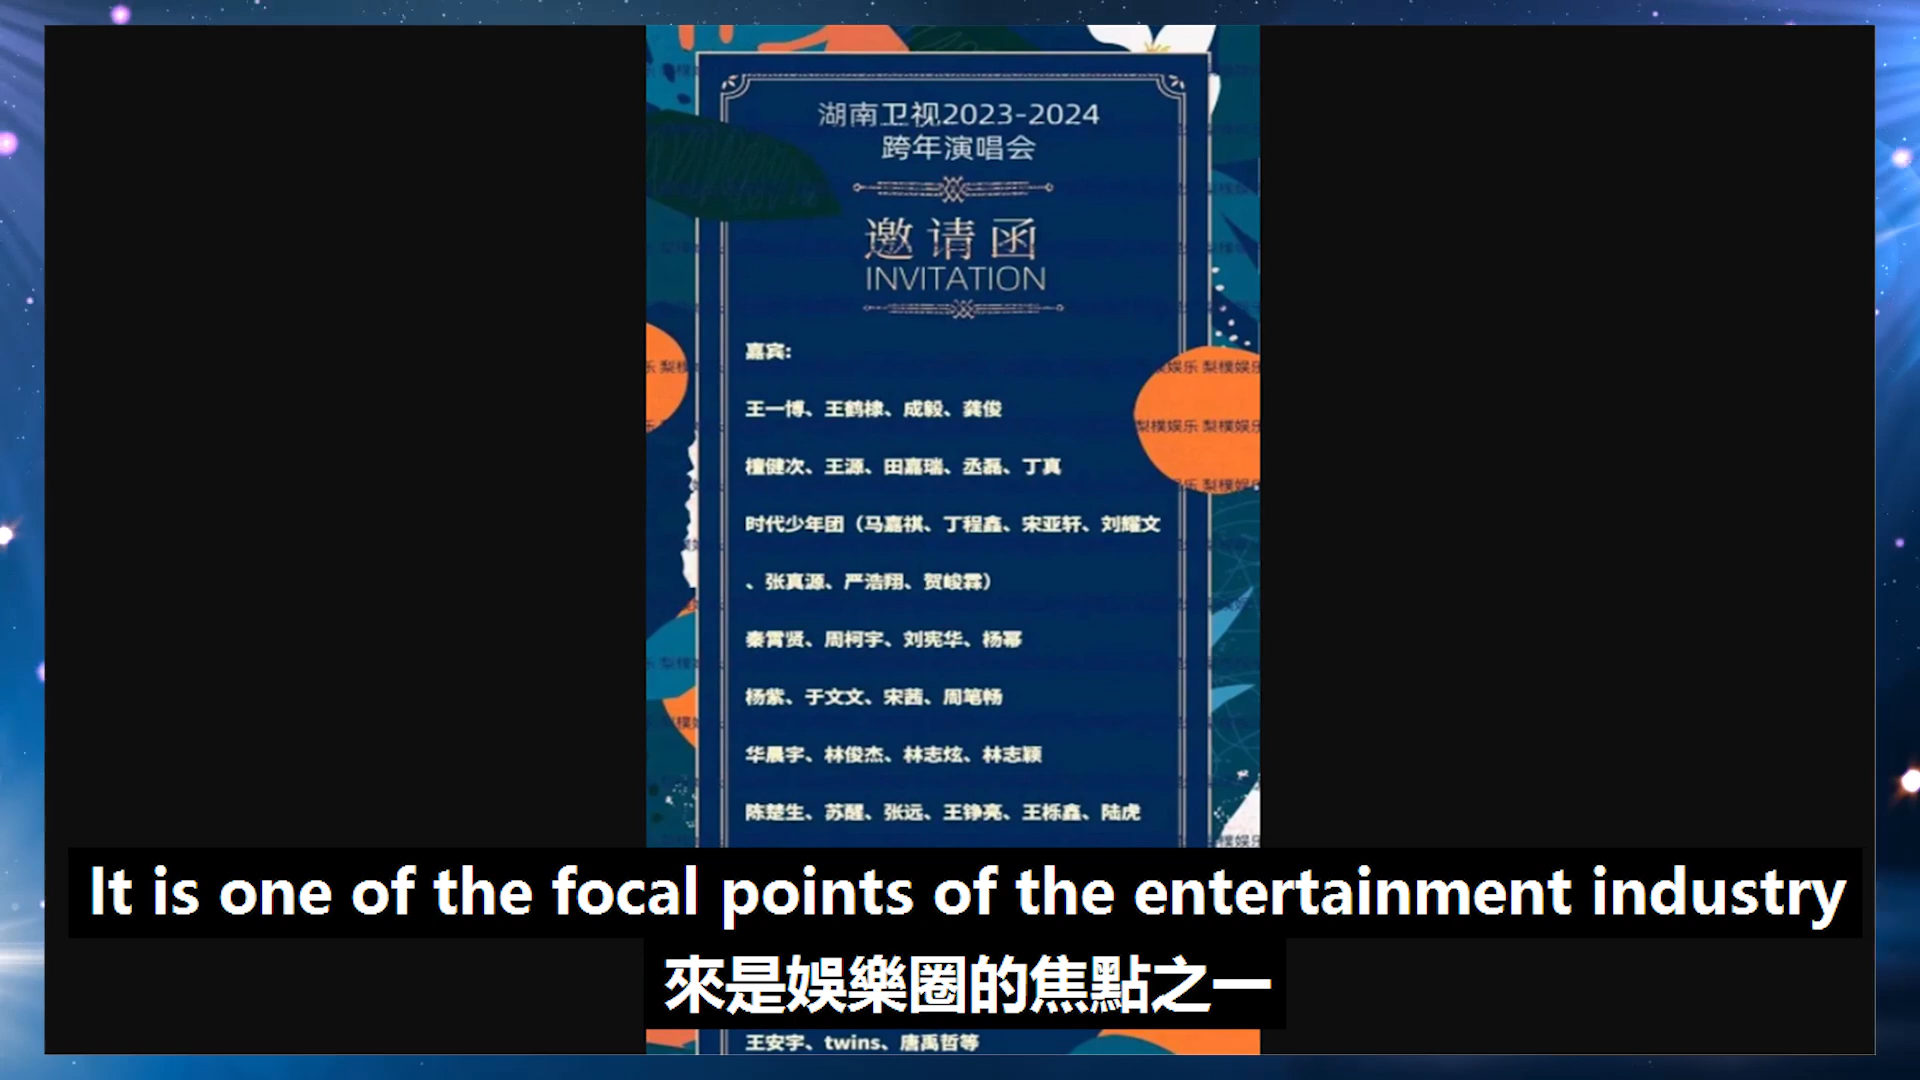 湖南卫视2023-2024
跨年演唱会
邀请函
INVITATION
嘉宾:
王一博、王鹤棣、成毅、龚俊
檀健次、王源、田嘉瑞、丞磊、丁真
时代少年团（马嘉祺、丁程鑫、宋亚轩、刘耀文
、张真源、严浩翔、贺峻霖）
秦霄贤、周柯宇、刘宪华、杨幂
杨紫、于文文、宋茜、周笔畅
华晨宇、林俊杰、林志炫、林志颖
陈楚生、苏醒、张远、王铮亮、王栎鑫、陆虎
It is one of the focal points of the entertainment industry
來是娛樂圈的焦點之一
王安宇、twins、唐禹哲等